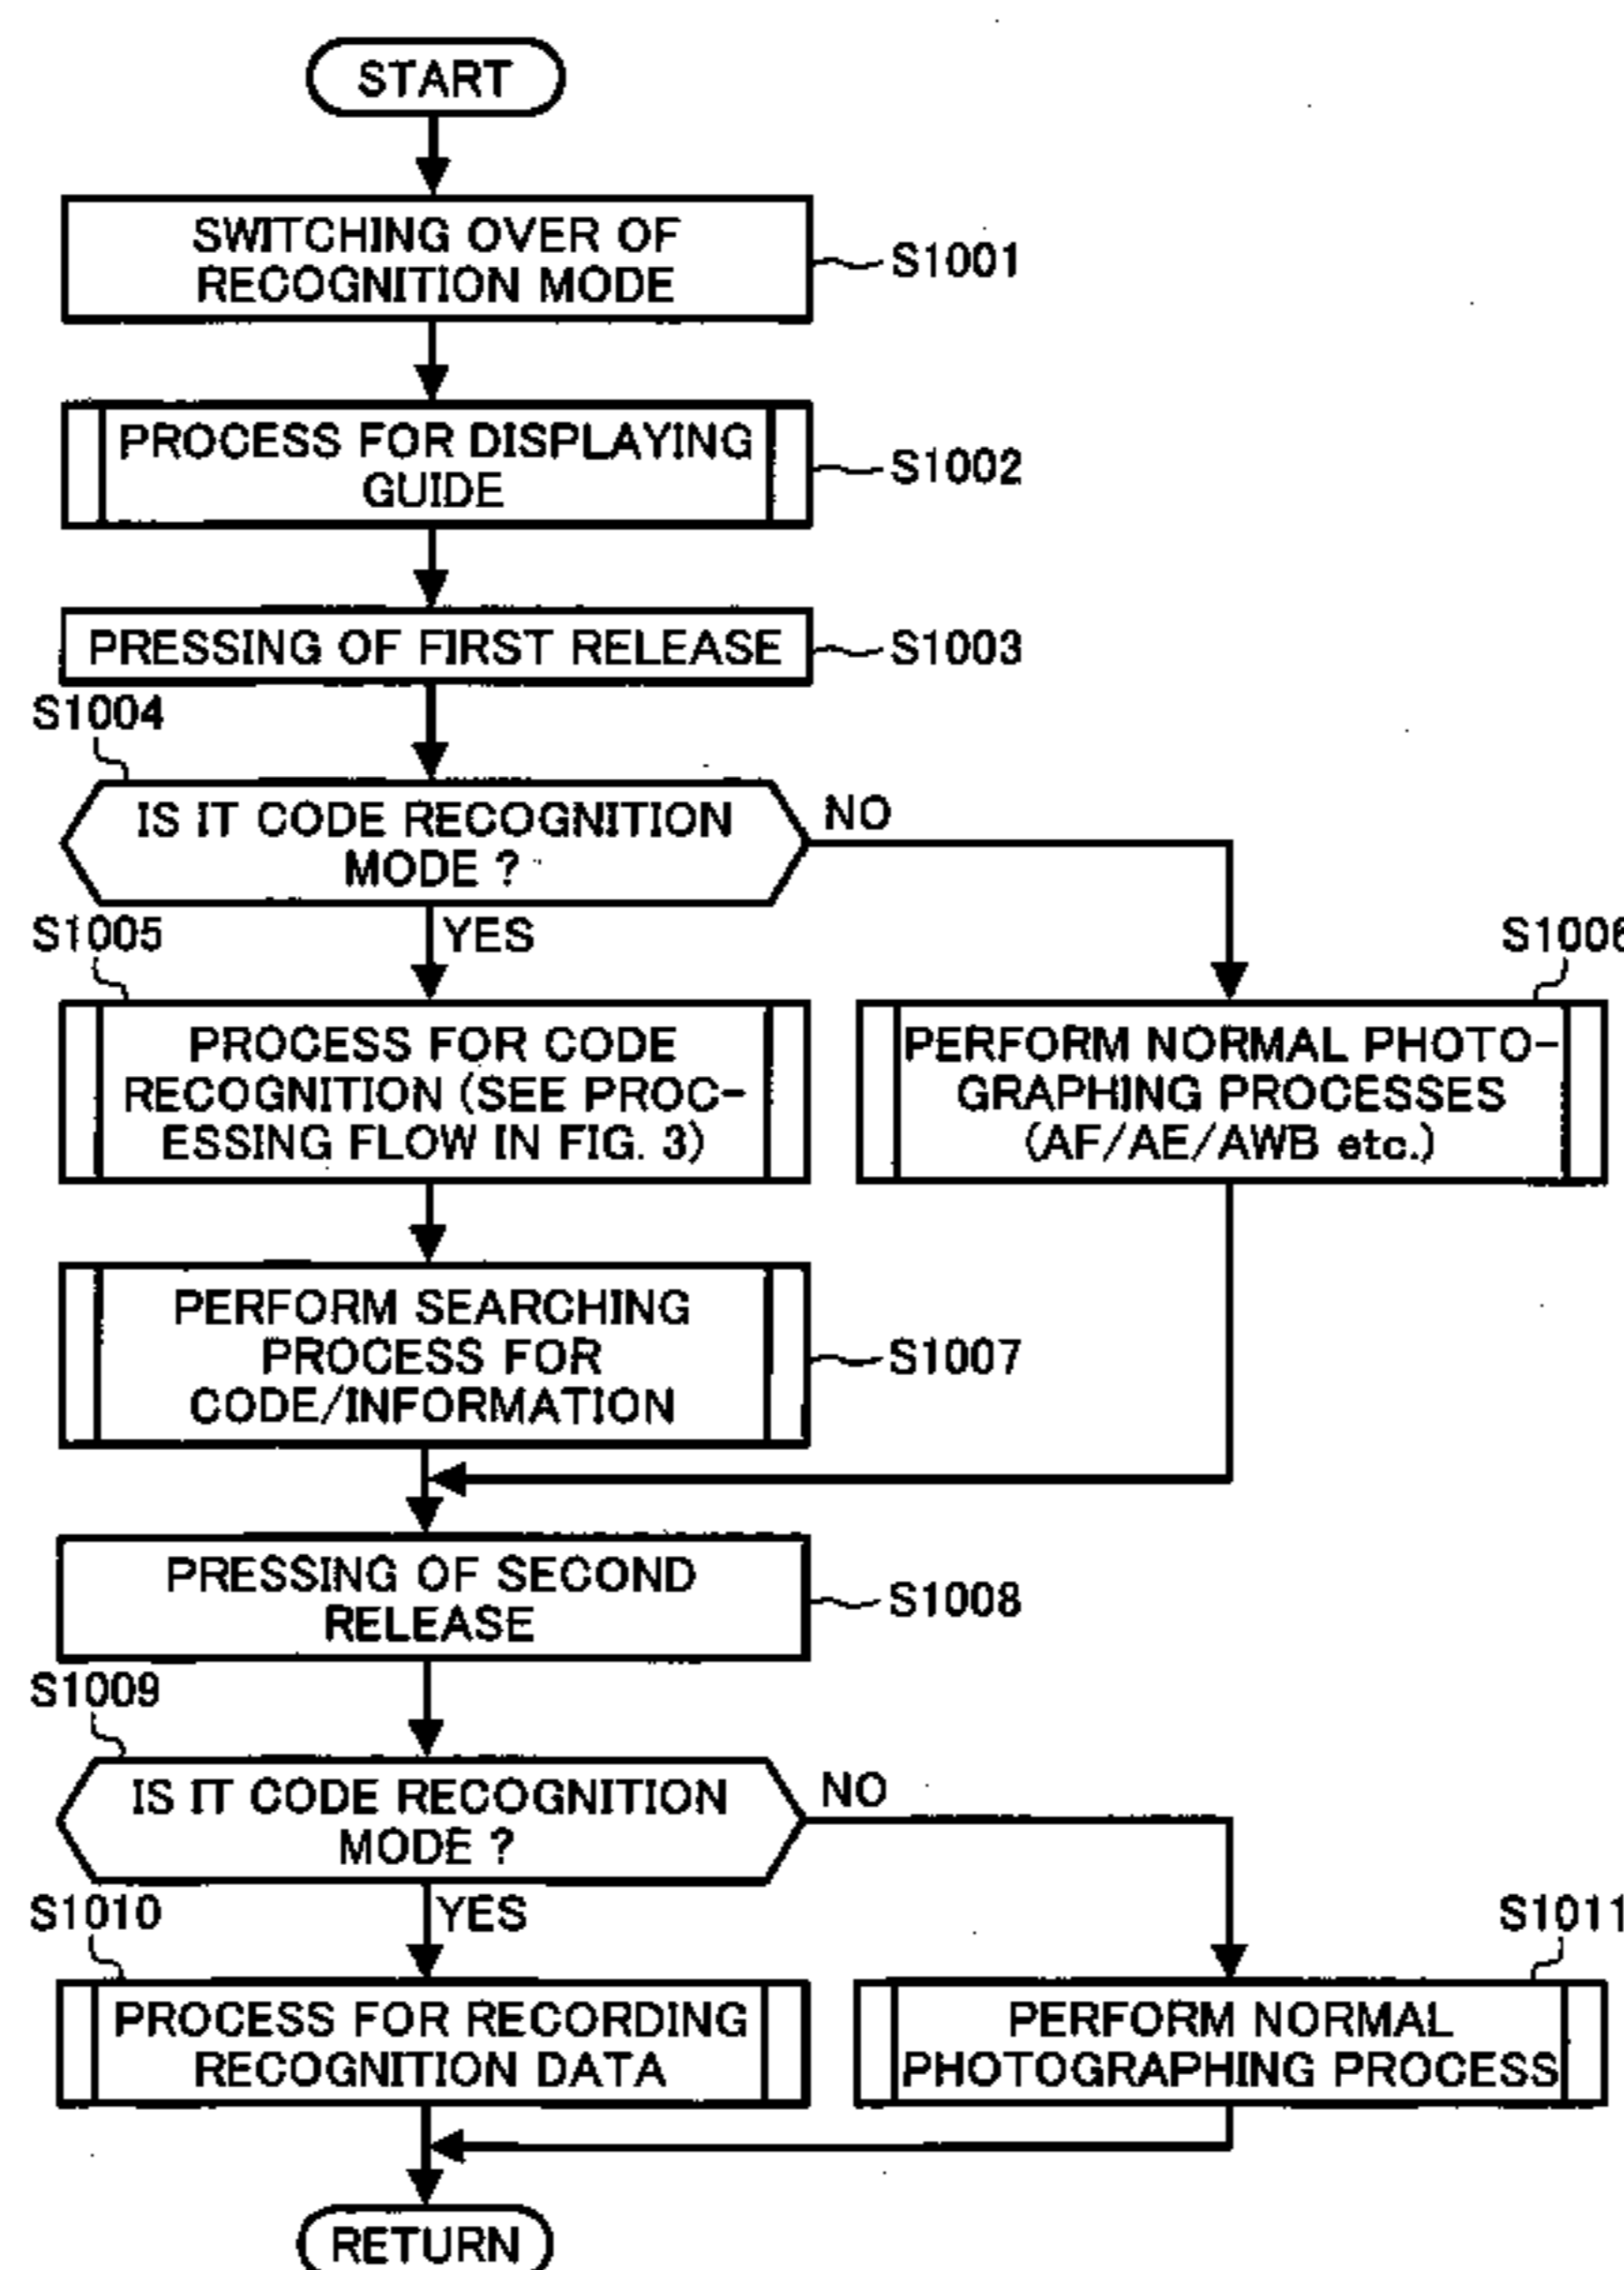 START
SWITCHING OVER OF
RECOGNITION MODE
S1001
PROCESS FOR DISPLAYING
GUIDE
S1002
PRESSING OF FIRST RELEASE
S1003
S1004
IS IT CODE RECOGNITION
MODE ?
NO
YES
S1005
PROCESS FOR CODE
RECOGNITION (SEE PROC-
ESSING FLOW IN FIG. 3)
S1006
PERFORM NORMAL PHOTO-
GRAPHING PROCESSES
(AF/AE/AWB etc.)
PERFORM SEARCHING
PROCESS FOR
CODE/INFORMATION
S1007
PRESSING OF SECOND
RELEASE
S1008
S1009
IS IT CODE RECOGNITION
MODE ?
NO
YES
S1010
PROCESS FOR RECORDING
RECOGNITION DATA
S1011
PERFORM NORMAL
PHOTOGRAPHING PROCESS
RETURN